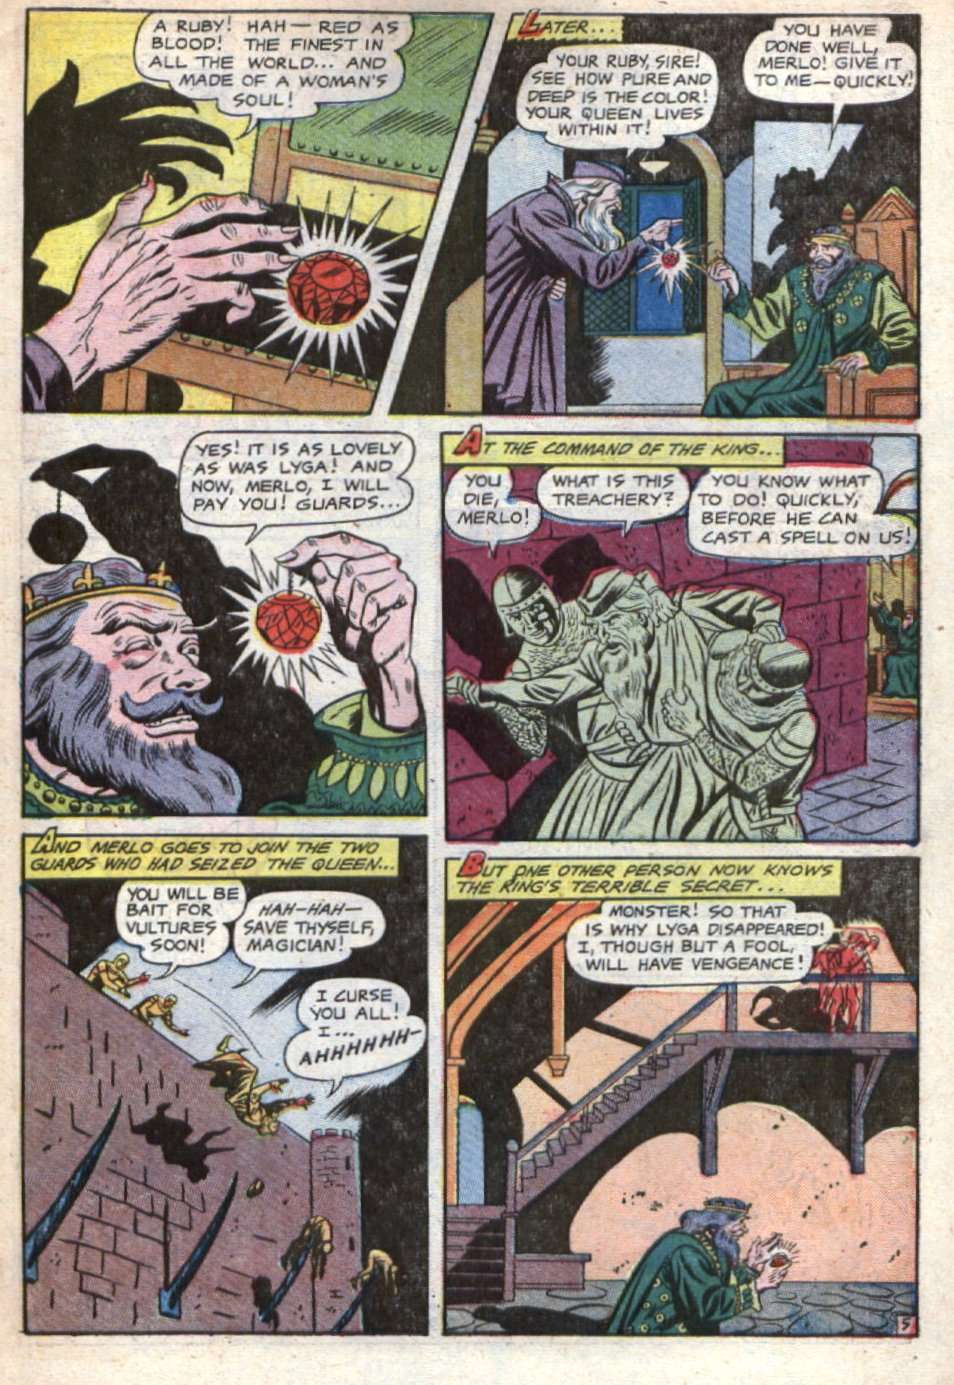 A RUBY! HAH— RED AS
BLOOD! THE FINEST IN
ALL THE WORLD... AND
MADE OF A WOMAN'S
SOUL!
LATER...
YOUR RUBY, SIRE!
SEE HOW PURE AND
DEEP IS THE COLOR!
YOUR QUEEN LIVES
WITHIN IT!
YOU HAVE
DONE WELL,
MERLO! GIVE IT
TO ME—QUICKLY!
YES! IT IS AS LOVELY
AS WAS LYGA! AND
NOW, MERLO, I WILL
PAY YOU! GUARDS...
AT THE COMMAND OF THE KING...
YOU
DIE,
MERLO!
WHAT IS THIS
TREACHERY?
YOU KNOW WHAT
TO DO! QUICKLY,
BEFORE HE CAN
CAST A SPELL ON US!
AND MERLO GOES TO JOIN THE TWO
GUARDS WHO HAD SEIZED THE QUEEN...
YOU WILL BE
BAIT FOR
VULTURES
SOON!
HAH-HAH—
SAVE THYSELF,
MAGICIAN!
I CURSE
YOU ALL!
I...
AHHHHHH-
BUT ONE OTHER PERSON NOW KNOWS
THE KING'S TERRIBLE SECRET...
MONSTER! SO THAT
IS WHY LYGA DISAPPEARED!
I, THOUGH BUT A FOOL,
WILL HAVE VENGEANCE!
5